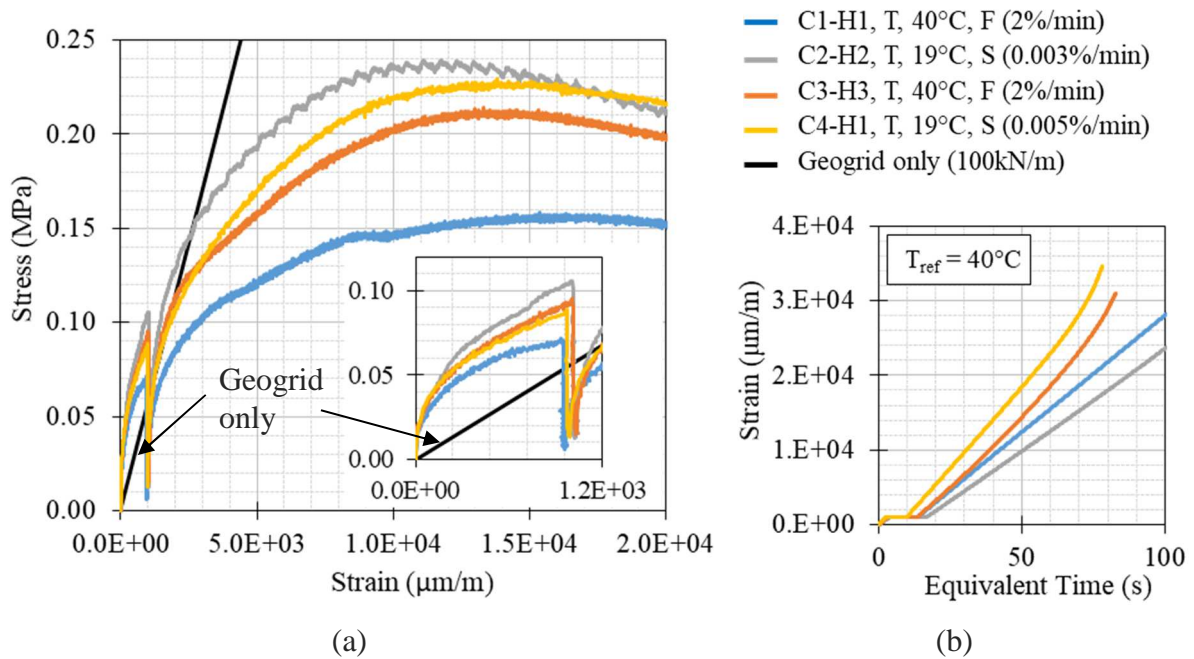 0.25
0.20
0.15
0.10
0.05
0.00
Stress (MPa)
0.0E+00
5.0E+03
1.0E+04
1.5E+04
2.0E+04
Strain (μm/m)
Geogrid
only
0.10
0.05
0.00
0.0E+00
1.2E+03
(a)
C1-H1, T, 40°C, F (2%/min)
C2-H2, T, 19°C, S (0.003%/min)
C3-H3, T, 40°C, F (2%/min)
C4-H1, T, 19°C, S (0.005%/min)
Geogrid only (100kN/m)
4.E+04
3.E+04
2.E+04
1.E+04
0.E+00
Strain (μm/m)
Tref = 40°C
0
50
100
Equivalent Time (s)
(b)